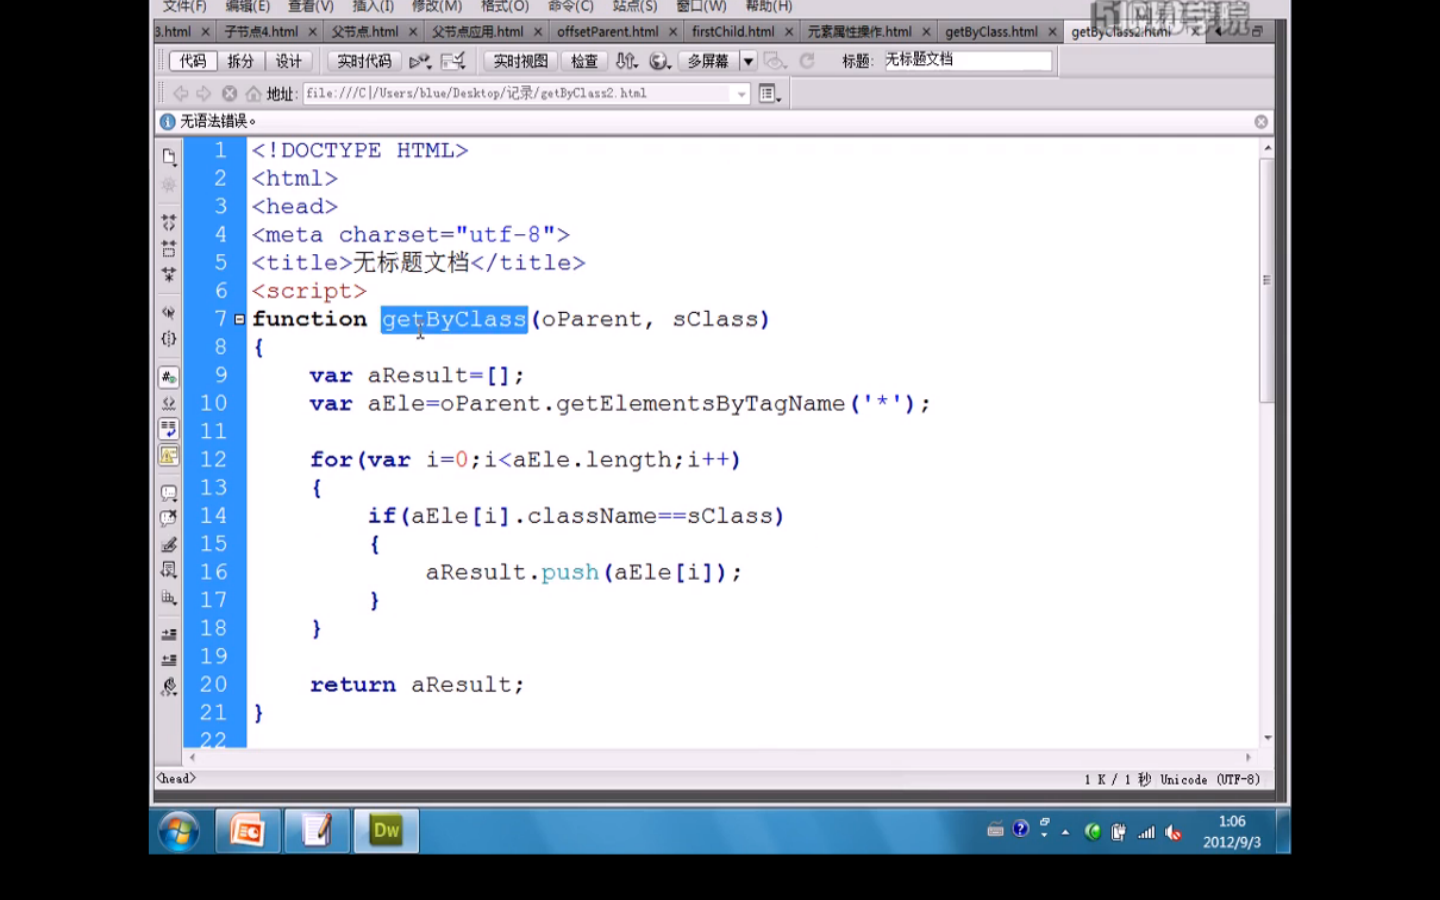 文件(F) 编辑(E) 查看(V) 插入(I) 修改(M) 格式(O) 命令(C) 站点(S) 窗口(W) 帮助(H)
3.html 子节点4.html 父节点.html 父节点应用.html offsetParent.html firstChild.html 元素属性操作.html getByClass.html getByClass2.html
代码 拆分 设计 实时代码 实时视图 检查 多屏幕 标题: 无标题文档
地址: file:///C|/Users/blue/Desktop/记录/getByClass2.html
无语法错误。
1 <!DOCTYPE HTML>
2 <html>
3 <head>
4 <meta charset="utf-8">
5 <title>无标题文档</title>
6 <script>
7 function getByClass(oParent, sClass)
8 {
9 var aResult=[];
10 var aEle=oParent.getElementsByTagName('*');
11
12 for(var i=0;i<aEle.length;i++)
13 {
14 if(aEle[i].className==sClass)
15 {
16 aResult.push(aEle[i]);
17 }
18 }
19
20 return aResult;
21 }
22
<head> 1 K / 1 秒 Unicode (UTF-8)
Dw
1:06
2012/9/3